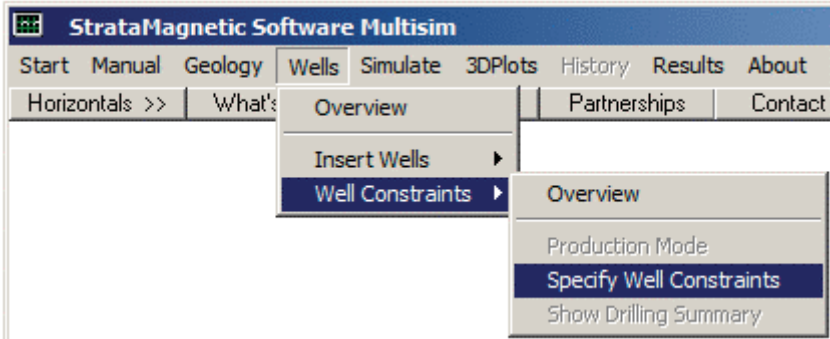 StrataMagnetic Software Multisim
Start Manual Geology Wells Simulate 3DPlots History Results About
Horizontals >> What's Partnerships Contact
Overview
Insert Wells
Well Constraints
Overview
Production Mode
Specify Well Constraints
Show Drilling Summary